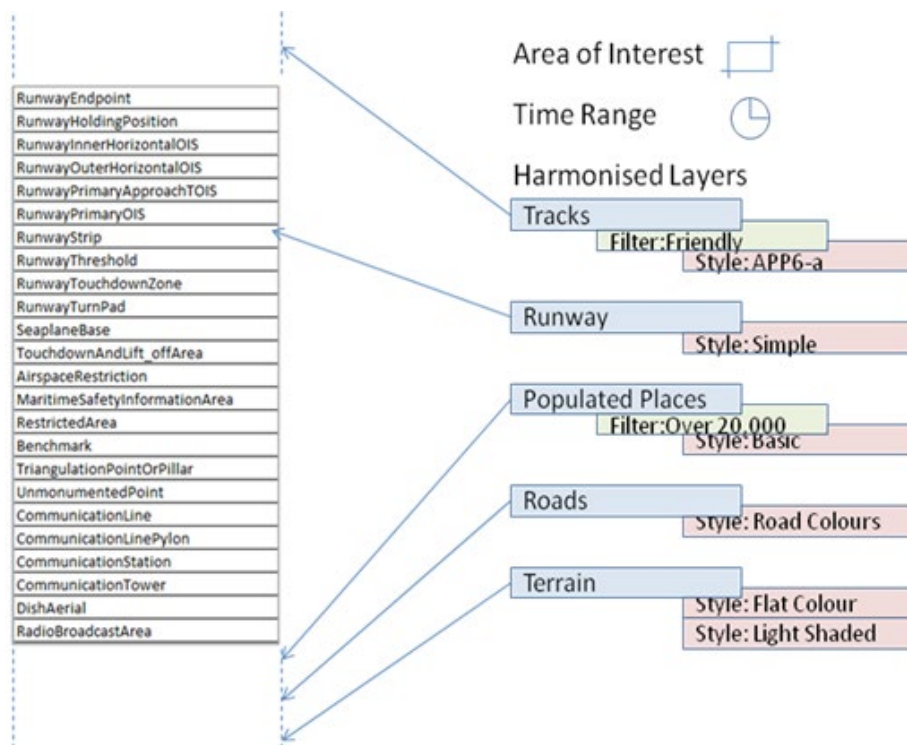 RunwayEndpoint
RunwayHoldingPosition
RunwayInnerHorizontalOIS
RunwayOuterHorizontalOIS
RunwayPrimaryApproachTOIS
RunwayPrimaryOIS
RunwayStrip
RunwayThreshold
RunwayTouchdownZone
RunwayTurnPad
SeaplaneBase
TouchdownAndLift_offArea
AirspaceRestriction
MaritimeSafetyInformationArea
RestrictedArea
Benchmark
TriangulationPointOrPillar
UnmonumentedPoint
CommunicationLine
CommunicationLinePylon
CommunicationStation
CommunicationTower
DishAerial
RadioBroadcastArea
Area of Interest
Time Range
Harmonised Layers
Tracks
Filter:Friendly
Style: APP6-a
Runway
Style: Simple
Populated Places
Filter:Over 20,000
Style: Basic
Roads
Style: Road Colours
Terrain
Style: Flat Colour
Style: Light Shaded